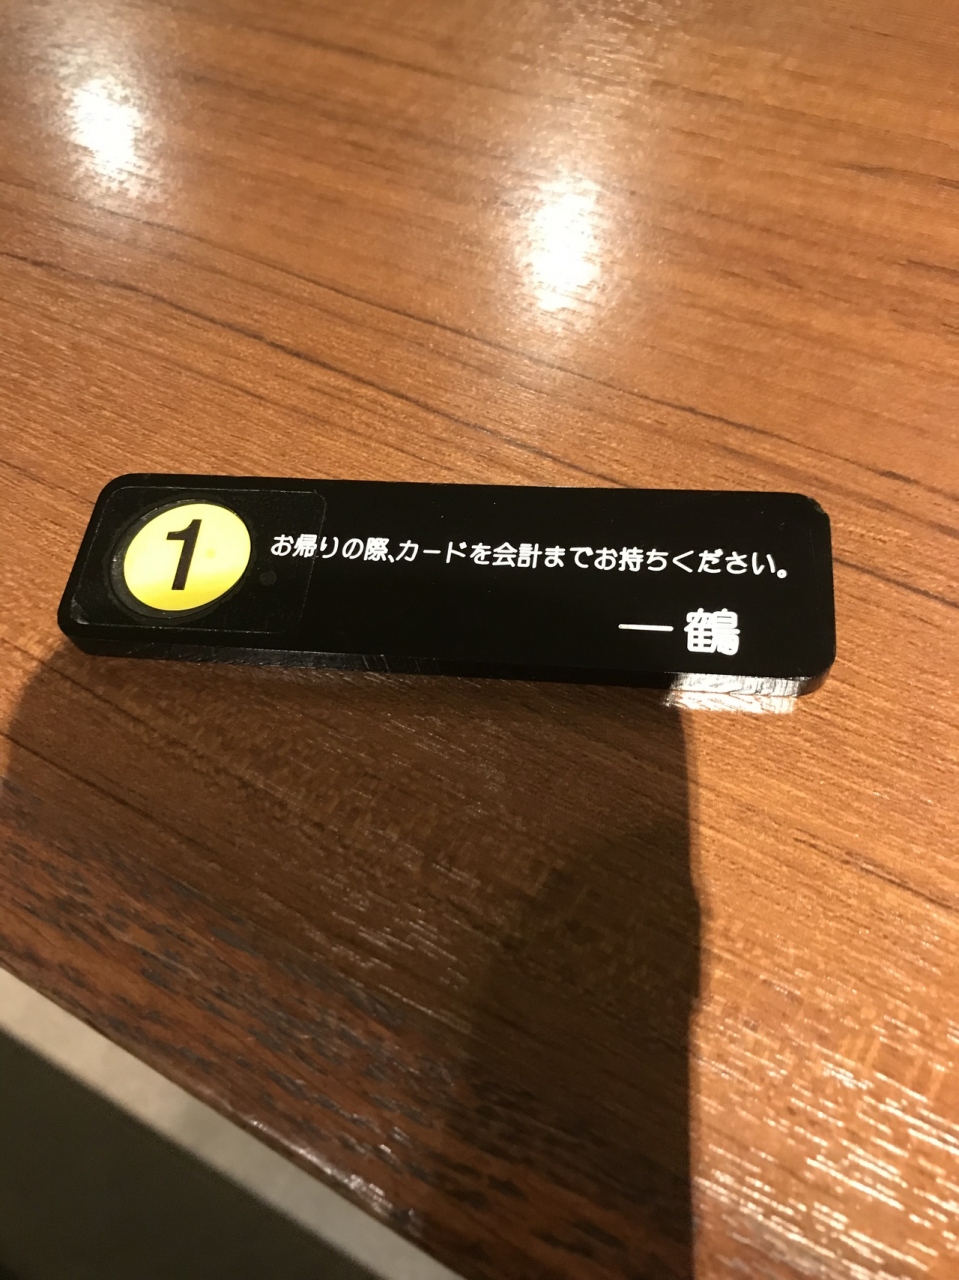 1
お帰りの際、カードを会計までお持ちください。
一鶴